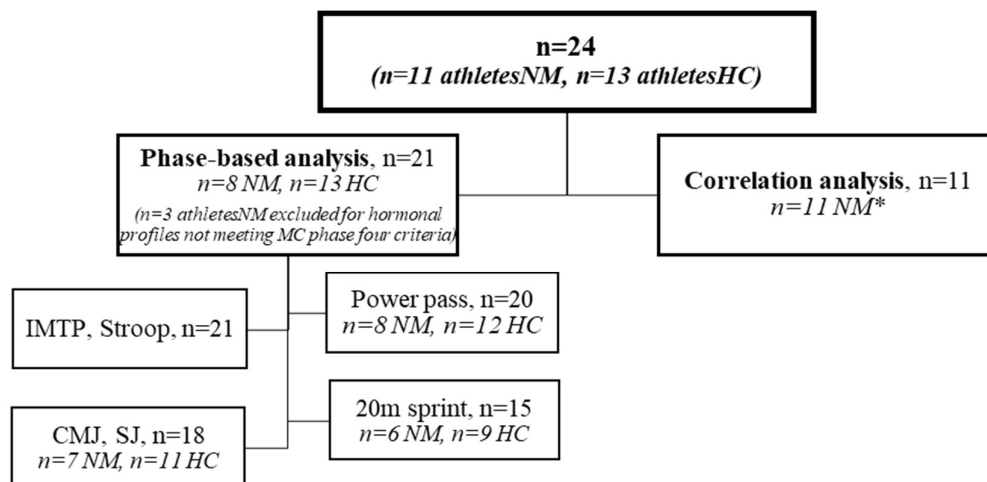 n=24
(n=11 athletesNM, n=13 athletesHC)
Phase-based analysis, n=21
n=8 NM, n=13 HC
(n=3 athletesNM excluded for hormonal
profiles not meeting MC phase four criteria)
Correlation analysis, n=11
n=11 NM*
IMTP, Stroop, n=21
Power pass, n=20
n=8 NM, n=12 HC
CMJ, SJ, n=18
n=7 NM, n=11 HC
20m sprint, n=15
n=6 NM, n=9 HC